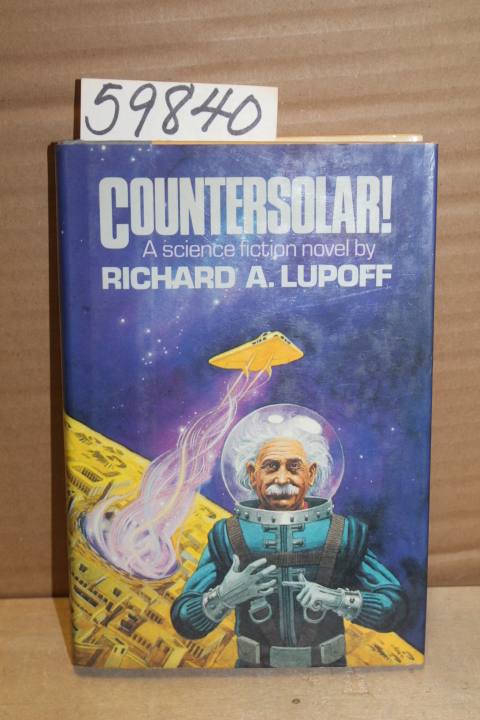 59840
COUNTERSOLAR!
A science fiction novel by
RICHARD A. LUPOFF